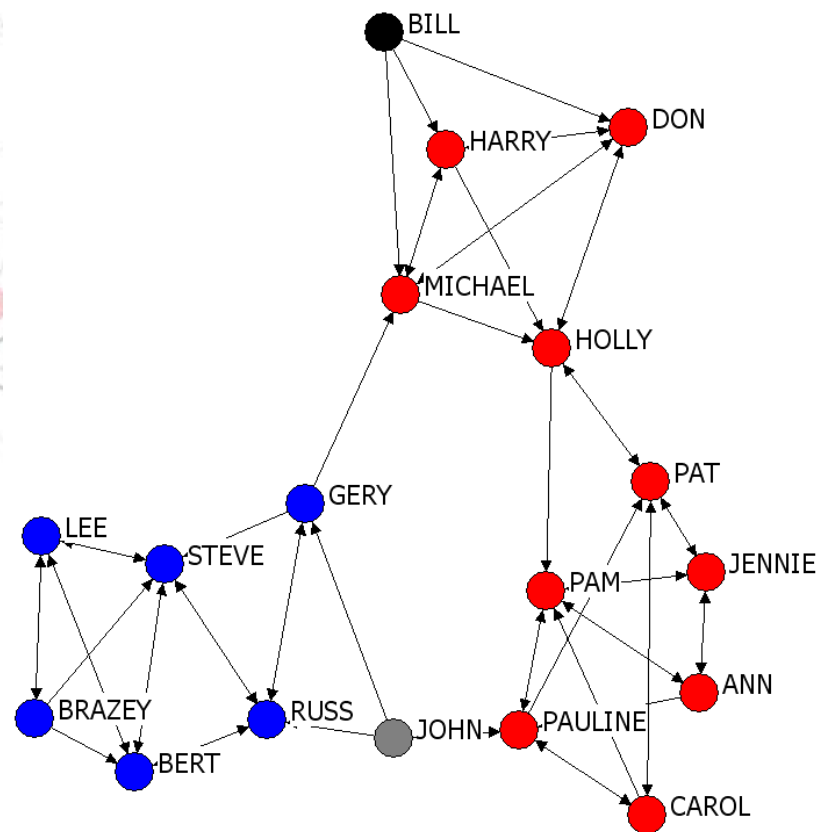 BILL
DON
HARRY
MICHAEL
HOLLY
PAT
GERY
LEE
STEVE
JENNIE
PAM
ANN
BRAZEY
RUSS
PAULINE
JOHN
BERT
CAROL